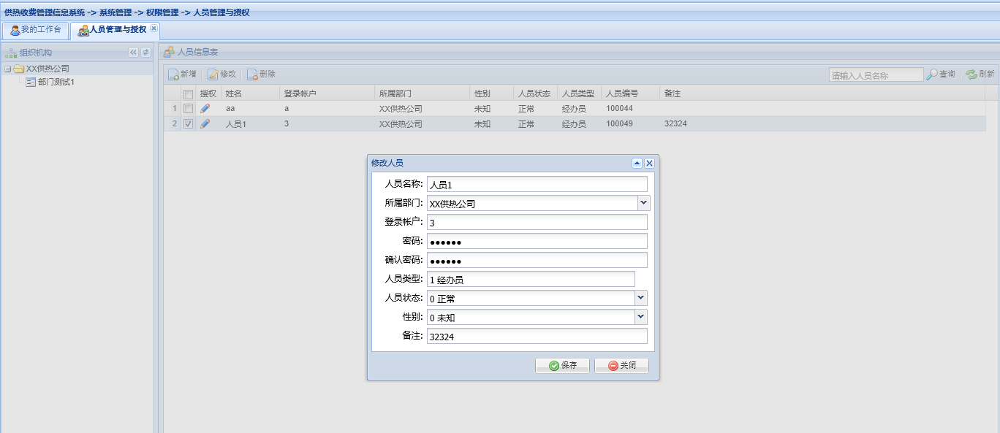 供热收费管理信息系统 -> 系统管理 -> 权限管理 -> 人员管理与授权
我的工作台 人员管理与授权
组织机构
XX供热公司
部门测试1
人员信息表
新增 修改 删除 请输入人员名称 查询 刷新
授权 姓名 登录帐户 所属部门 性别 人员状态 人员类型 人员编号 备注
1 aa a XX供热公司 未知 正常 经办员 100044
2 人员1 3 XX供热公司 未知 正常 经办员 100049 32324
修改人员
人员名称: 人员1
所属部门: XX供热公司
登录帐户: 3
密码: ●●●●●●
确认密码: ●●●●●●
人员类型: 1 经办员
人员状态: 0 正常
性别: 0 未知
备注: 32324
保存 关闭